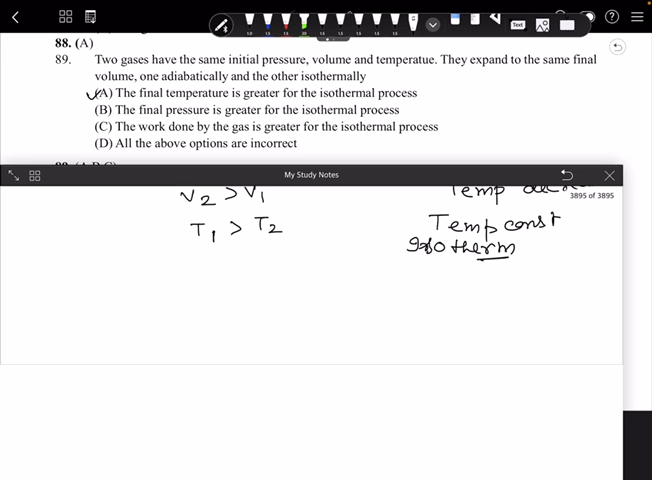 88. (A)
89. Two gases have the same initial pressure, volume and temperatue. They expand to the same final
volume, one adiabatically and the other isothermally
(A) The final temperature is greater for the isothermal process
(B) The final pressure is greater for the isothermal process
(C) The work done by the gas is greater for the isothermal process
(D) All the above options are incorrect
My Study Notes
3895 of 3895
V2 > V1
Temp
T1 > T2
Temp const
Isotherm
Text